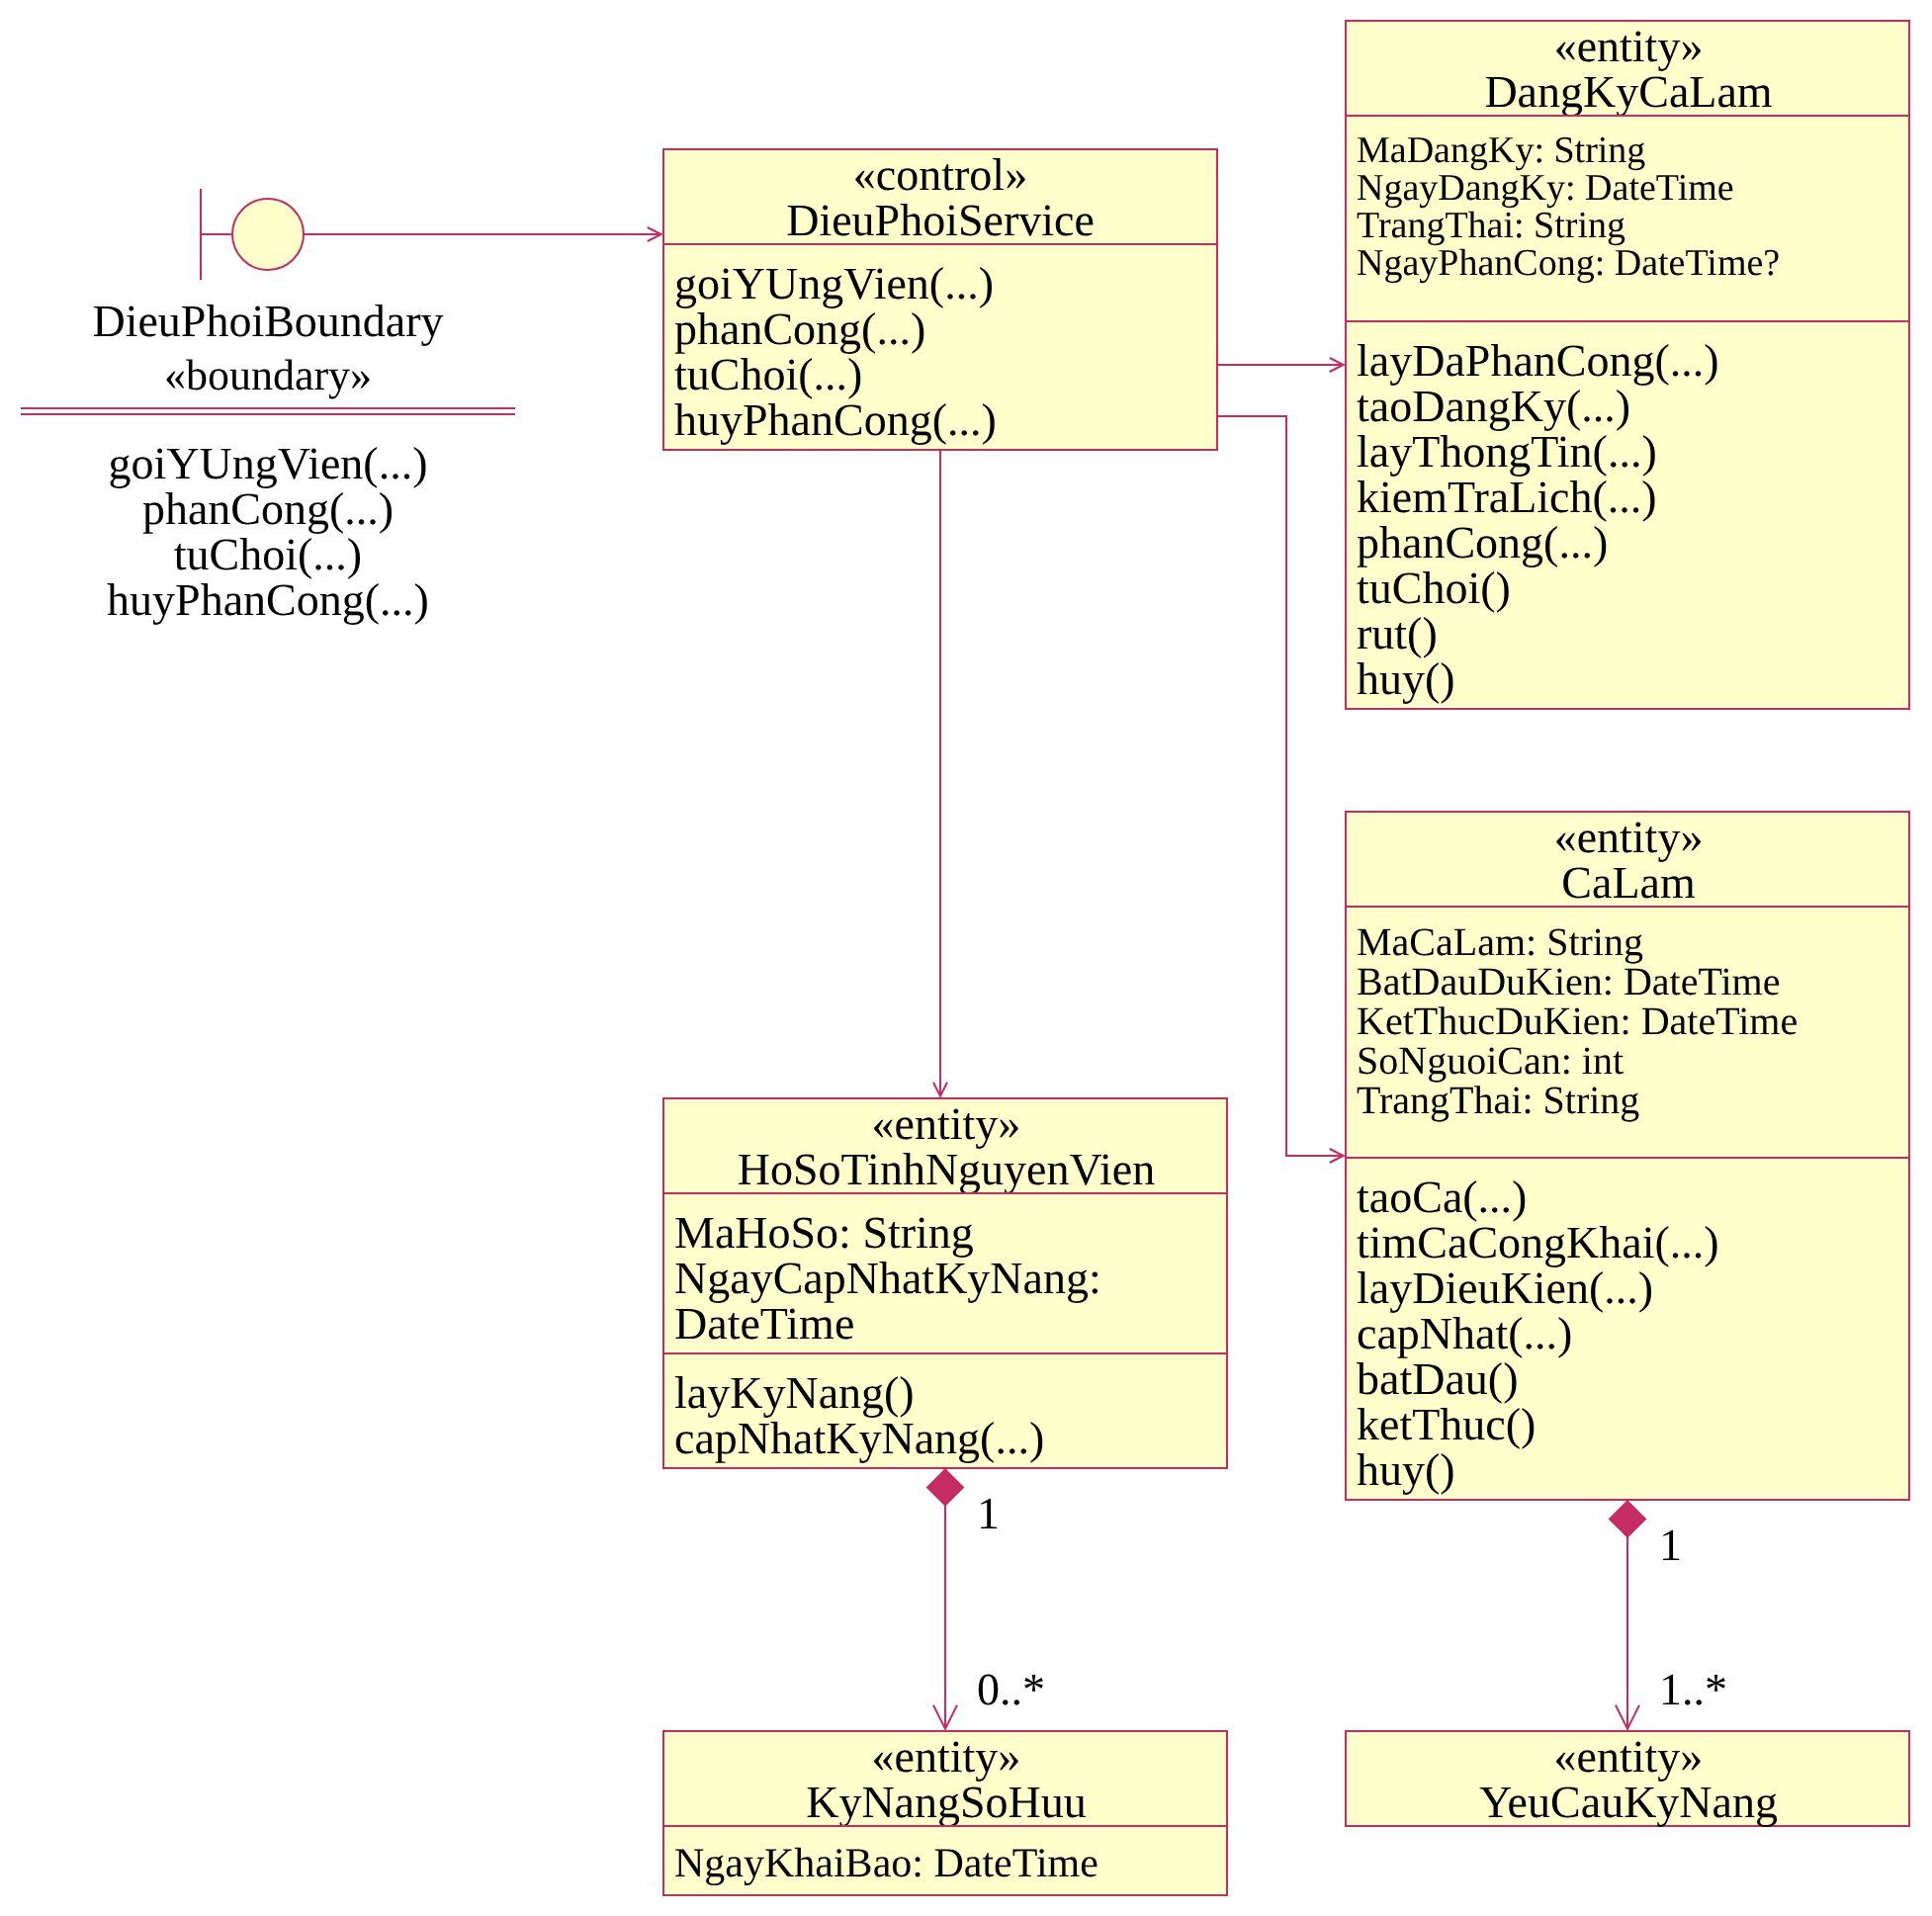 DieuPhoiBoundary
«boundary»
goiYUngVien(...)
phanCong(...)
tuChoi(...)
huyPhanCong(...)
«control»
DieuPhoiService
goiYUngVien(...)
phanCong(...)
tuChoi(...)
huyPhanCong(...)
«entity»
DangKyCaLam
MaDangKy: String
NgayDangKy: DateTime
TrangThai: String
NgayPhanCong: DateTime?
layDaPhanCong(...)
taoDangKy(...)
layThongTin(...)
kiemTraLich(...)
phanCong(...)
tuChoi()
rut()
huy()
«entity»
CaLam
MaCaLam: String
BatDauDuKien: DateTime
KetThucDuKien: DateTime
SoNguoiCan: int
TrangThai: String
taoCa(...)
timCaCongKhai(...)
layDieuKien(...)
capNhat(...)
batDau()
ketThuc()
huy()
«entity»
HoSoTinhNguyenVien
MaHoSo: String
NgayCapNhatKyNang:
DateTime
layKyNang()
capNhatKyNang(...)
1
0..*
«entity»
KyNangSoHuu
NgayKhaiBao: DateTime
1
1..*
«entity»
YeuCauKyNang